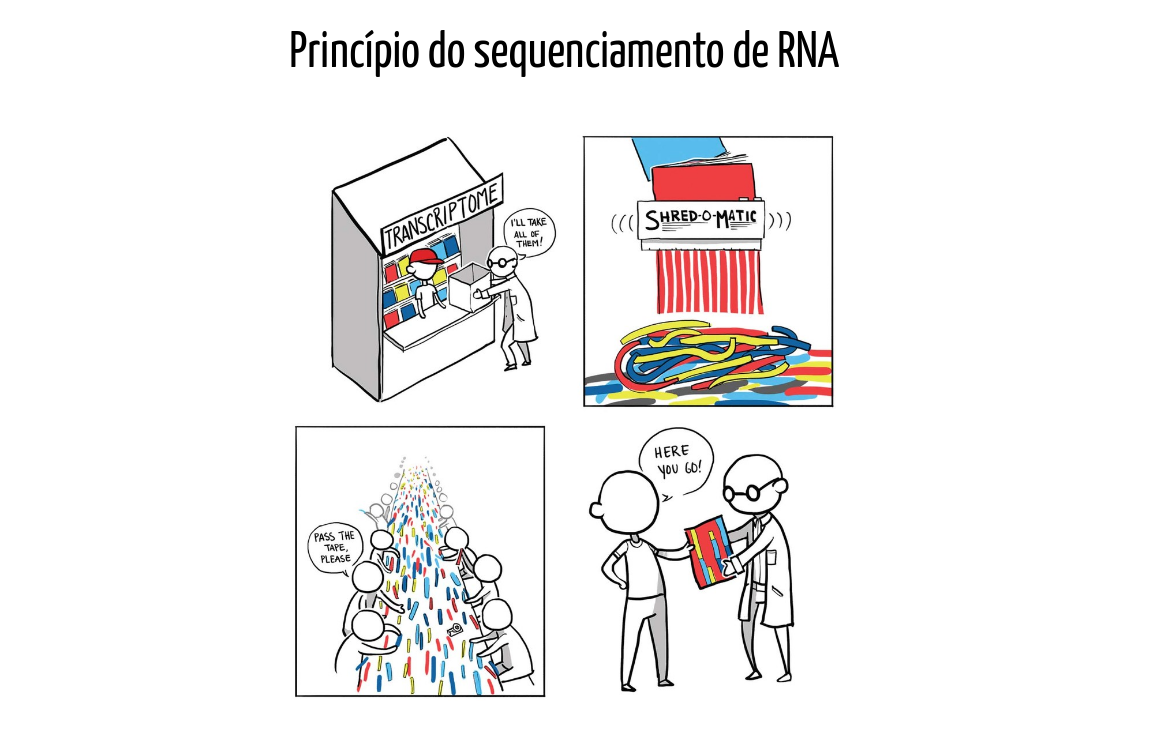 Princípio do sequenciamento de RNA
TRANSCRIPTOME
I'LL TAKE
ALL OF
THEM!
SHRED-O-MATIC
PASS THE
TAPE,
PLEASE
HERE
YOU GO!